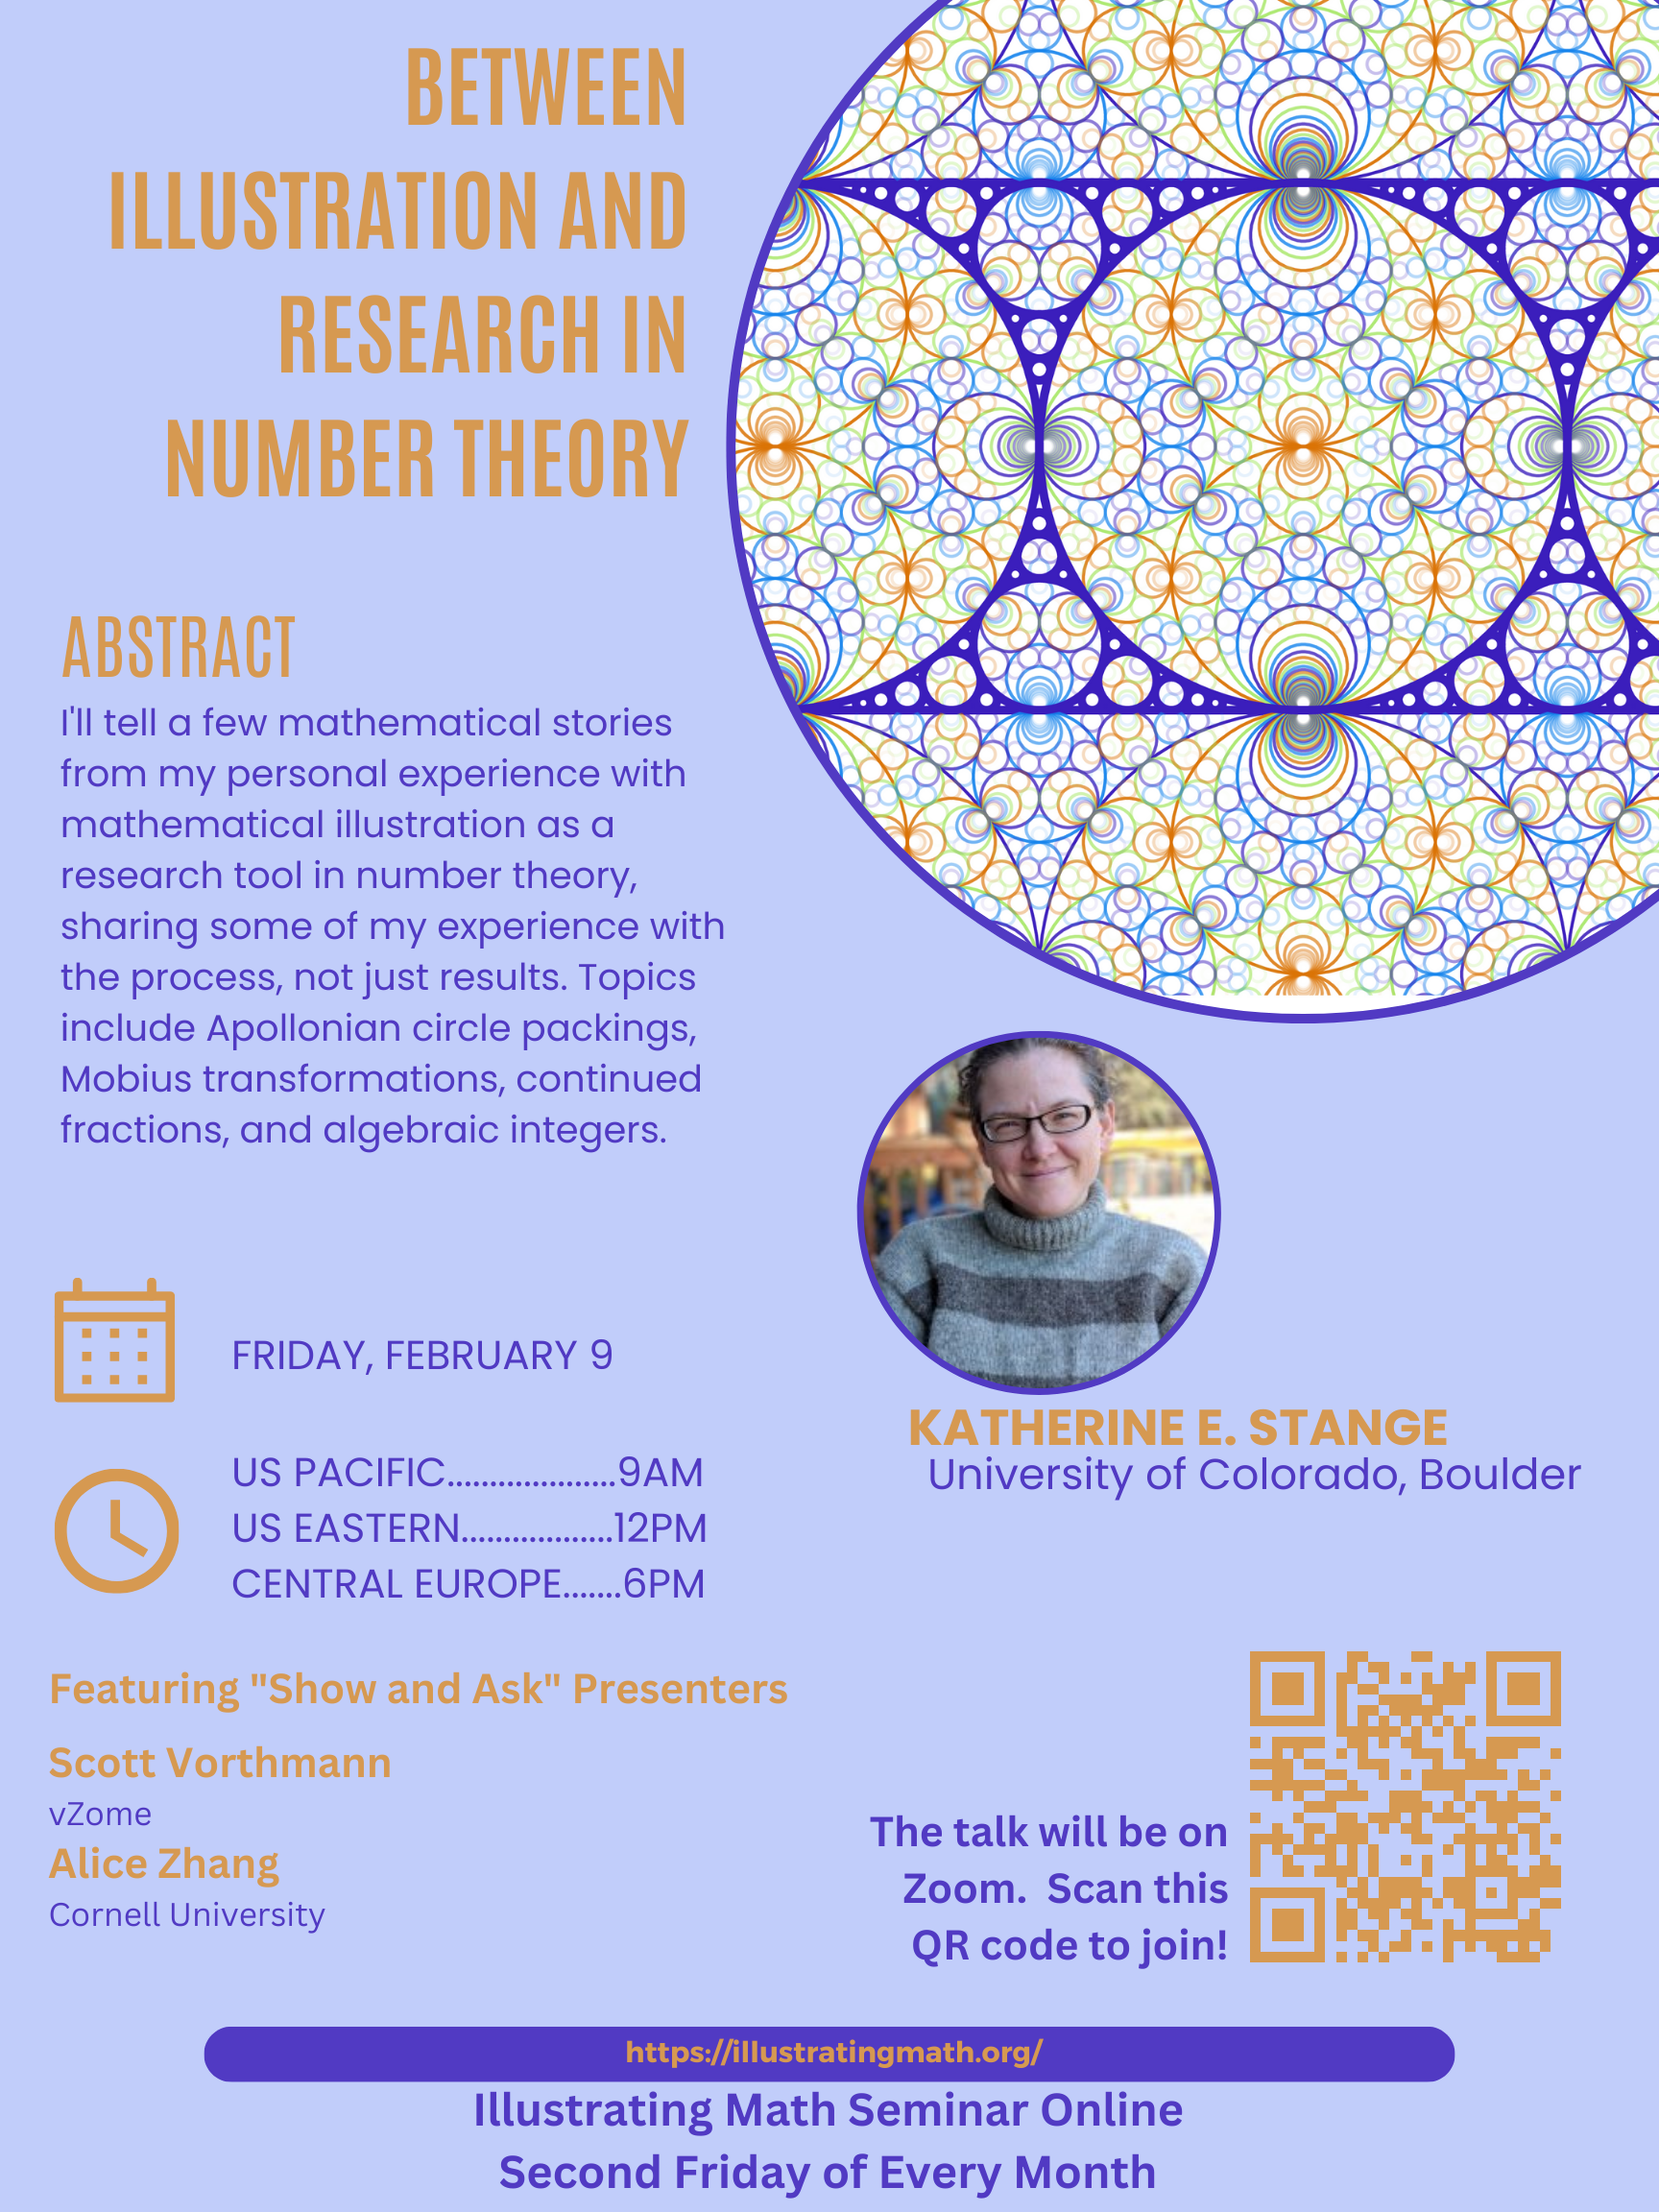 BETWEEN
ILLUSTRATION AND
RESEARCH IN
NUMBER THEORY
ABSTRACT
I'll tell a few mathematical stories
from my personal experience with
mathematical illustration as a
research tool in number theory,
sharing some of my experience with
the process, not just results. Topics
include Apollonian circle packings,
Mobius transformations, continued
fractions, and algebraic integers.
FRIDAY, FEBRUARY 9
US PACIFIC....................9AM
US EASTERN..................12PM
CENTRAL EUROPE.......6PM
KATHERINE E. STANGE
University of Colorado, Boulder
Featuring "Show and Ask" Presenters
Scott Vorthmann
vZome
Alice Zhang
Cornell University
The talk will be on
Zoom.  Scan this
QR code to join!
https://illustratingmath.org/
Illustrating Math Seminar Online
Second Friday of Every Month